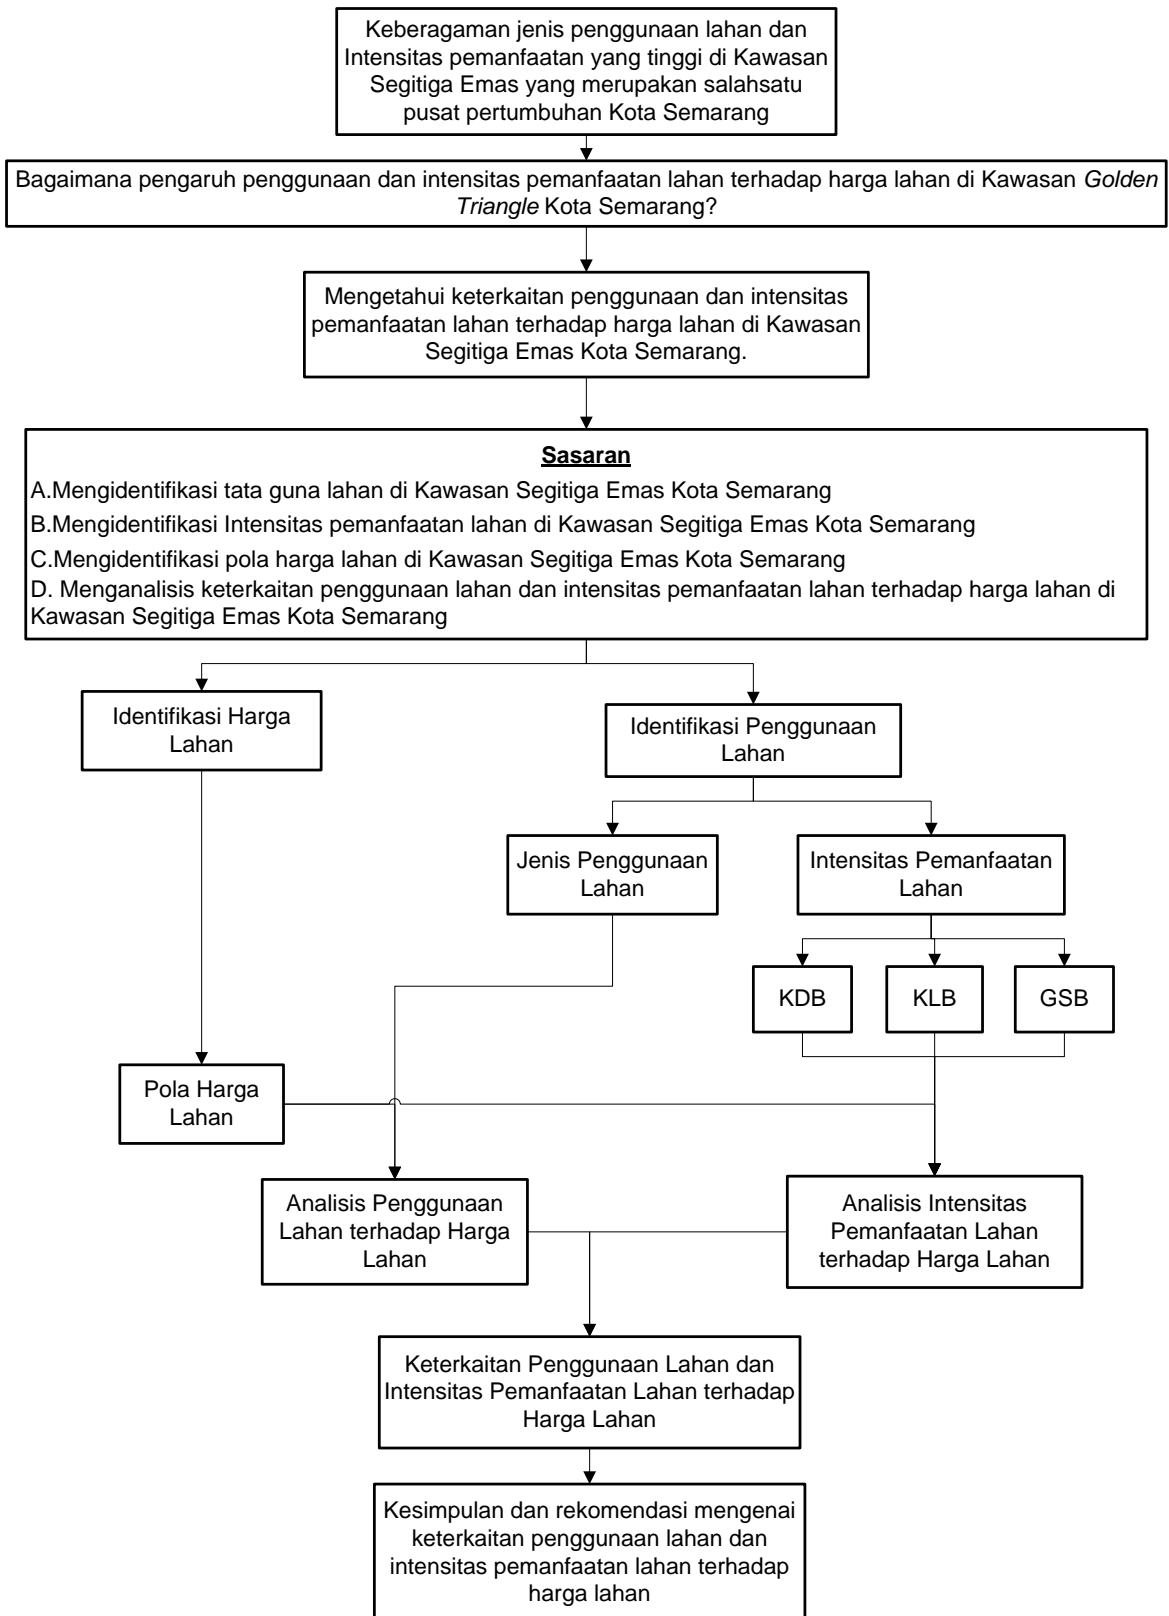 Keberagaman jenis penggunaan lahan dan
Intensitas pemanfaatan yang tinggi di Kawasan
Segitiga Emas yang merupakan salahsatu
pusat pertumbuhan Kota Semarang
Bagaimana pengaruh penggunaan dan intensitas pemanfaatan lahan terhadap harga lahan di Kawasan Golden
Triangle Kota Semarang?
Mengetahui keterkaitan penggunaan dan intensitas
pemanfaatan lahan terhadap harga lahan di Kawasan
Segitiga Emas Kota Semarang.
Sasaran
A.Mengidentifikasi tata guna lahan di Kawasan Segitiga Emas Kota Semarang
B.Mengidentifikasi Intensitas pemanfaatan lahan di Kawasan Segitiga Emas Kota Semarang
C.Mengidentifikasi pola harga lahan di Kawasan Segitiga Emas Kota Semarang
D. Menganalisis keterkaitan penggunaan lahan dan intensitas pemanfaatan lahan terhadap harga lahan di
Kawasan Segitiga Emas Kota Semarang
Identifikasi Harga
Lahan
Identifikasi Penggunaan
Lahan
Jenis Penggunaan
Lahan
Intensitas Pemanfaatan
Lahan
KDB
KLB
GSB
Pola Harga
Lahan
Analisis Penggunaan
Lahan terhadap Harga
Lahan
Analisis Intensitas
Pemanfaatan Lahan
terhadap Harga Lahan
Keterkaitan Penggunaan Lahan dan
Intensitas Pemanfaatan Lahan terhadap
Harga Lahan
Kesimpulan dan rekomendasi mengenai
keterkaitan penggunaan lahan dan
intensitas pemanfaatan lahan terhadap
harga lahan